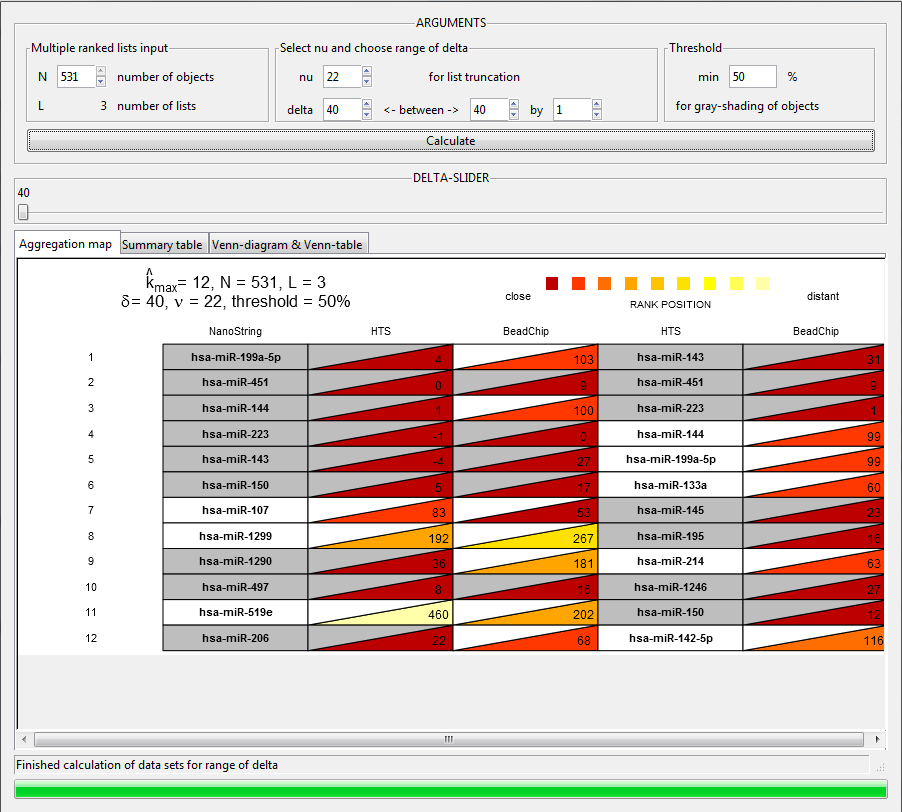 ARGUMENTS
Multiple ranked lists input
Select nu and choose range of delta
Threshold
N 531 number of objects
nu 22 for list truncation
min 50 %
L 3 number of lists
delta 40 <- between -> 40 by 1
for gray-shading of objects
Calculate
DELTA-SLIDER
40
Aggregation map Summary table Venn-diagram & Venn-table
k̂max= 12, N = 531, L = 3
δ= 40, ν = 22, threshold = 50%
close distant
RANK POSITION
NanoString HTS BeadChip HTS BeadChip
1 hsa-miR-199a-5p 4 103 hsa-miR-143 31
2 hsa-miR-451 0 9 hsa-miR-451 9
3 hsa-miR-144 1 100 hsa-miR-223 1
4 hsa-miR-223 -1 0 hsa-miR-144 99
5 hsa-miR-143 -4 27 hsa-miR-199a-5p 99
6 hsa-miR-150 5 17 hsa-miR-133a 60
7 hsa-miR-107 83 53 hsa-miR-145 23
8 hsa-miR-1299 192 267 hsa-miR-195 16
9 hsa-miR-1290 36 181 hsa-miR-214 63
10 hsa-miR-497 8 18 hsa-miR-1246 27
11 hsa-miR-519e 460 202 hsa-miR-150 12
12 hsa-miR-206 22 68 hsa-miR-142-5p 116
Finished calculation of data sets for range of delta